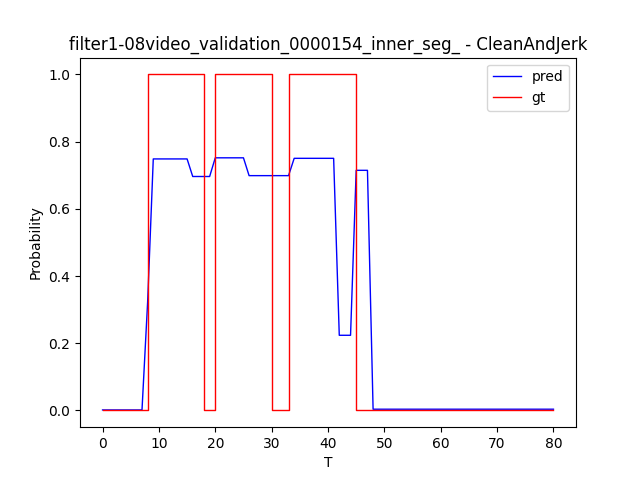 filter1-08video_validation_0000154_inner_seg_ - CleanAndJerk
pred
gt
1.0
0.8
0.6
0.4
0.2
0.0
Probability
0 10 20 30 40 50 60 70 80
T